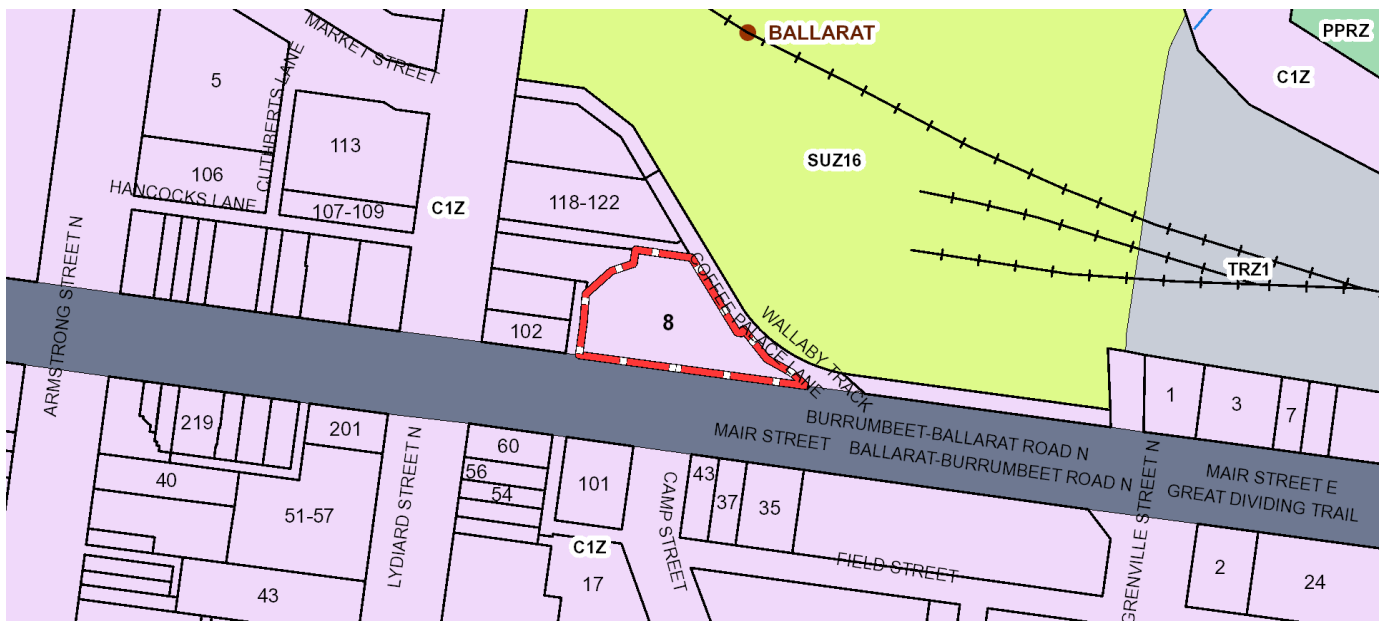 BALLARAT
PPRZ
C1Z
MARKET STREET
5
CUTHBERTS LANE
113
SUZ16
106
HANCOCKS LANE
107-109
C1Z
118-122
TRZ1
ARMSTRONG STREET N
102
8
COFFEE PALACE LANE
WALLABY TRACK
1
3
7
BURRUMBEET-BALLARAT ROAD N
MAIR STREET
BALLARAT-BURRUMBEET ROAD N
MAIR STREET E
GREAT DIVIDING TRAIL
219
201
60
56
54
101
43
37
35
40
51-57
LYDIARD STREET N
CAMP STREET
GRENVILLE STREET N
C1Z
FIELD STREET
17
43
2
24